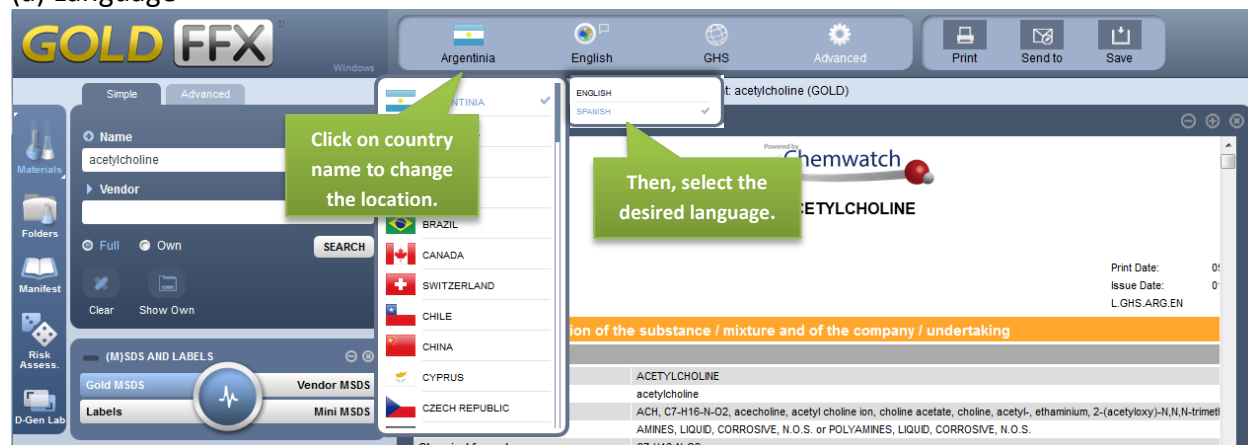 (a) Language
GOLD FFX ®
Windows
Argentinia English GHS Advanced Print Send to Save
Simple Advanced
Name
acetylcholine
Vendor
Full Own SEARCH
Clear Show Own
Materials
Folders
Manifest
Risk Assess.
D-Gen Lab
(M)SDS AND LABELS
Gold MSDS Vendor MSDS
Labels Mini MSDS
Click on country
name to change
the location.
BRAZIL
CANADA
SWITZERLAND
CHILE
CHINA
CYPRUS
CZECH REPUBLIC
ENGLISH
SPANISH
Then, select the
desired language.
t: acetylcholine (GOLD)
Powered by
Chemwatch
ETYLCHOLINE
Print Date:
Issue Date:
L.GHS.ARG.EN
ion of the substance / mixture and of the company / undertaking
ACETYLCHOLINE
acetylcholine
ACH, C7-H16-N-O2, acecholine, acetyl choline ion, choline acetate, choline, acetyl-, ethaminium, 2-(acetyloxy)-N,N,N-trimet
AMINES, LIQUID, CORROSIVE, N.O.S. or POLYAMINES, LIQUID, CORROSIVE, N.O.S.